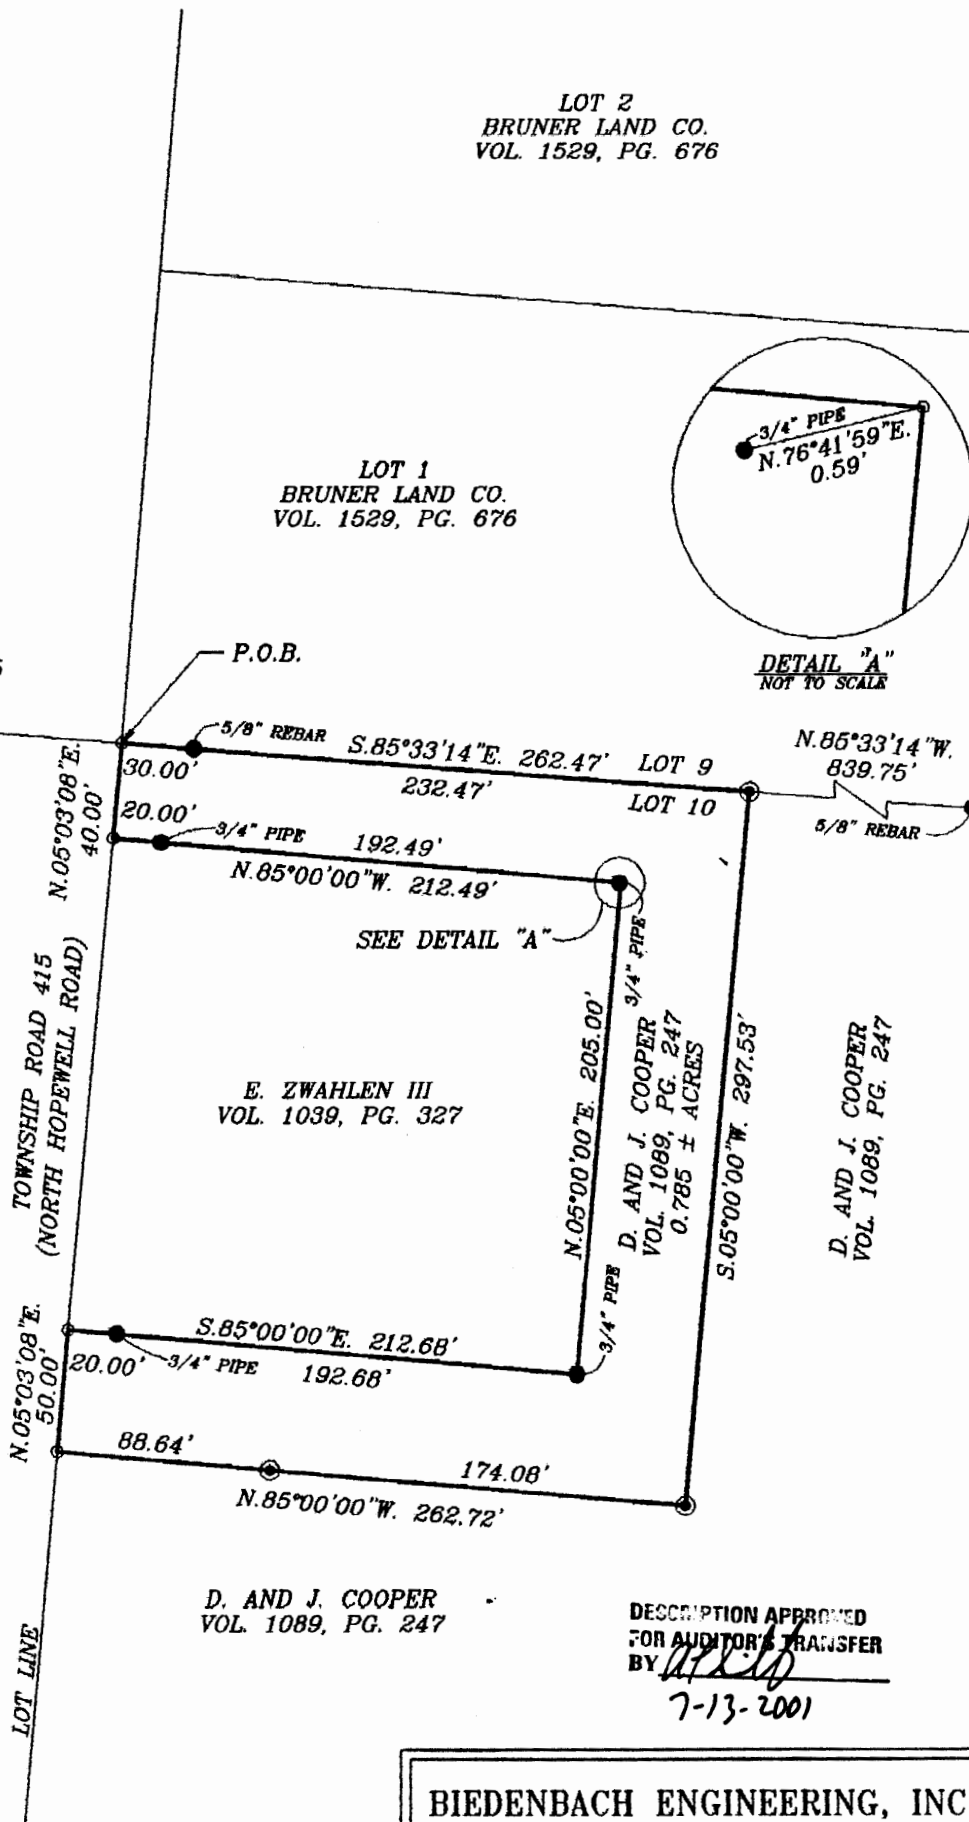 LOT 2
BRUNER LAND CO.
VOL. 1529, PG. 676
3/4" PIPE
N.76°41'59"E.
0.59'
LOT 1
BRUNER LAND CO.
VOL. 1529, PG. 676
DETAIL "A"
NOT TO SCALE
P.O.B.
5/8" REBAR
S.85°33'14"E. 262.47'
LOT 9
N.85°33'14"W.
839.75'
30.00'
232.47'
LOT 10
5/8" REBAR
N.05°03'08"E.
40.00'
20.00'
3/4" PIPE
192.49'
N.85°00'00"W. 212.49'
SEE DETAIL "A"
3/4" PIPE
TOWNSHIP ROAD 415
(NORTH HOPEWELL ROAD)
E. ZWAHLEN III
VOL. 1039, PG. 327
N.05°00'00"E. 205.00'
D. AND J. COOPER
VOL. 1089, PG. 247
0.785 ± ACRES
S.05°00'00"W. 297.53'
D. AND J. COOPER
VOL. 1089, PG. 247
3/4" PIPE
N.05°03'08"E.
50.00'
S.85°00'00"E. 212.68'
20.00'
3/4" PIPE
192.68'
88.64'
174.08'
N.85°00'00"W. 262.72'
D. AND J. COOPER
VOL. 1089, PG. 247
LOT LINE
DESCRIPTION APPROVED
FOR AUDITOR'S TRANSFER
BY
7-13-2001
BIEDENBACH ENGINEERING, INC